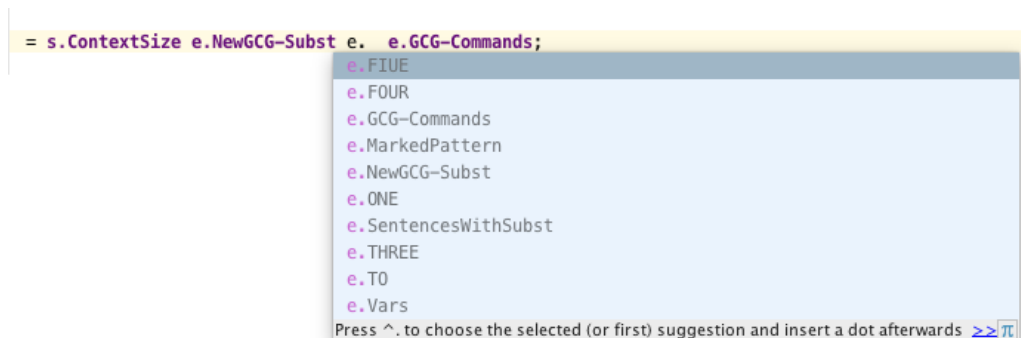 = s.ContextSize e.NewGCG-Subst e. e.GCG-Commands;
e.FIUE
e.FOUR
e.GCG-Commands
e.MarkedPattern
e.NewGCG-Subst
e.ONE
e.SentencesWithSubst
e.THREE
e.TO
e.Vars
Press ^. to choose the selected (or first) suggestion and insert a dot afterwards >> π